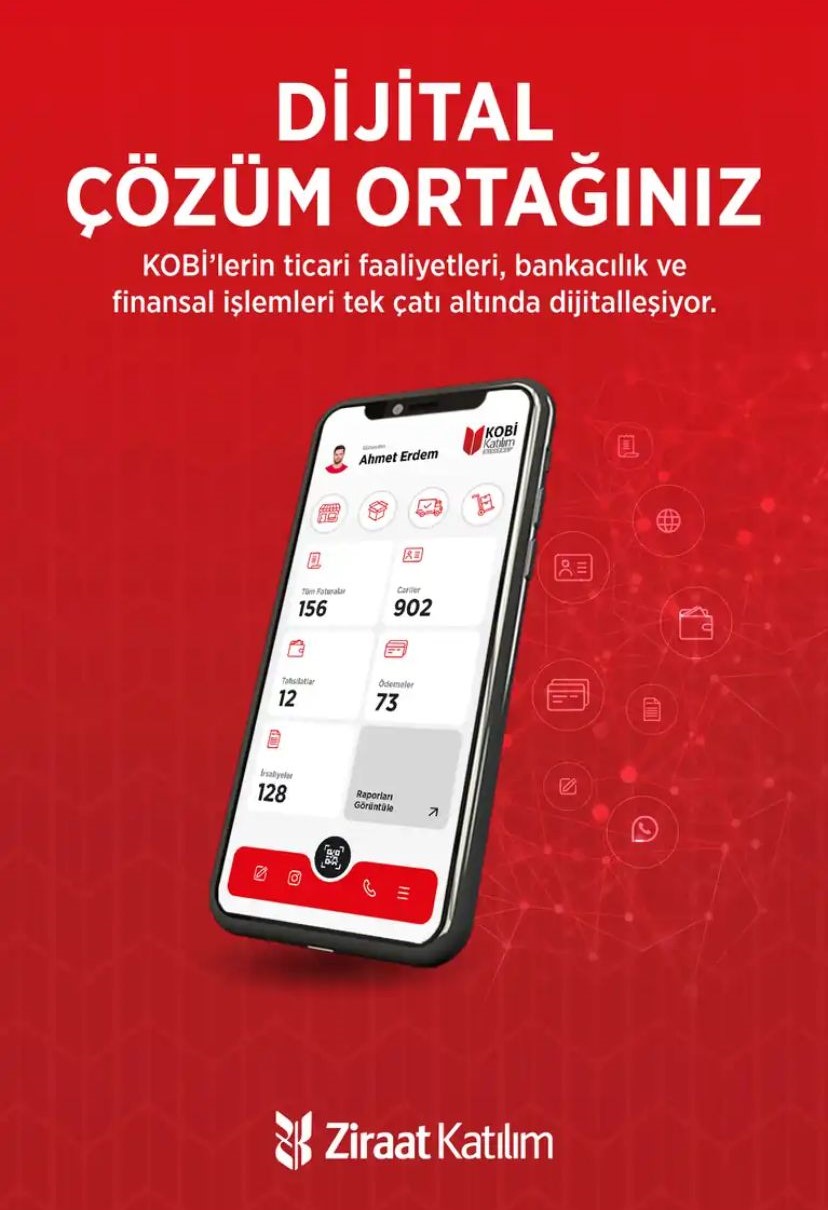 DİJİTAL
ÇÖZÜM ORTAĞINIZ
KOBİ'lerin ticari faaliyetleri, bankacılık ve
finansal işlemleri tek çatı altında dijitalleşiyor.
Ahmet Erdem
KOBİ
Katılım
Tüm Faturalar
156
Cariler
902
Tahsilatlar
12
Ödemeler
73
İrsaliyeler
128
Raporları
Görüntüle
Ziraat Katılım